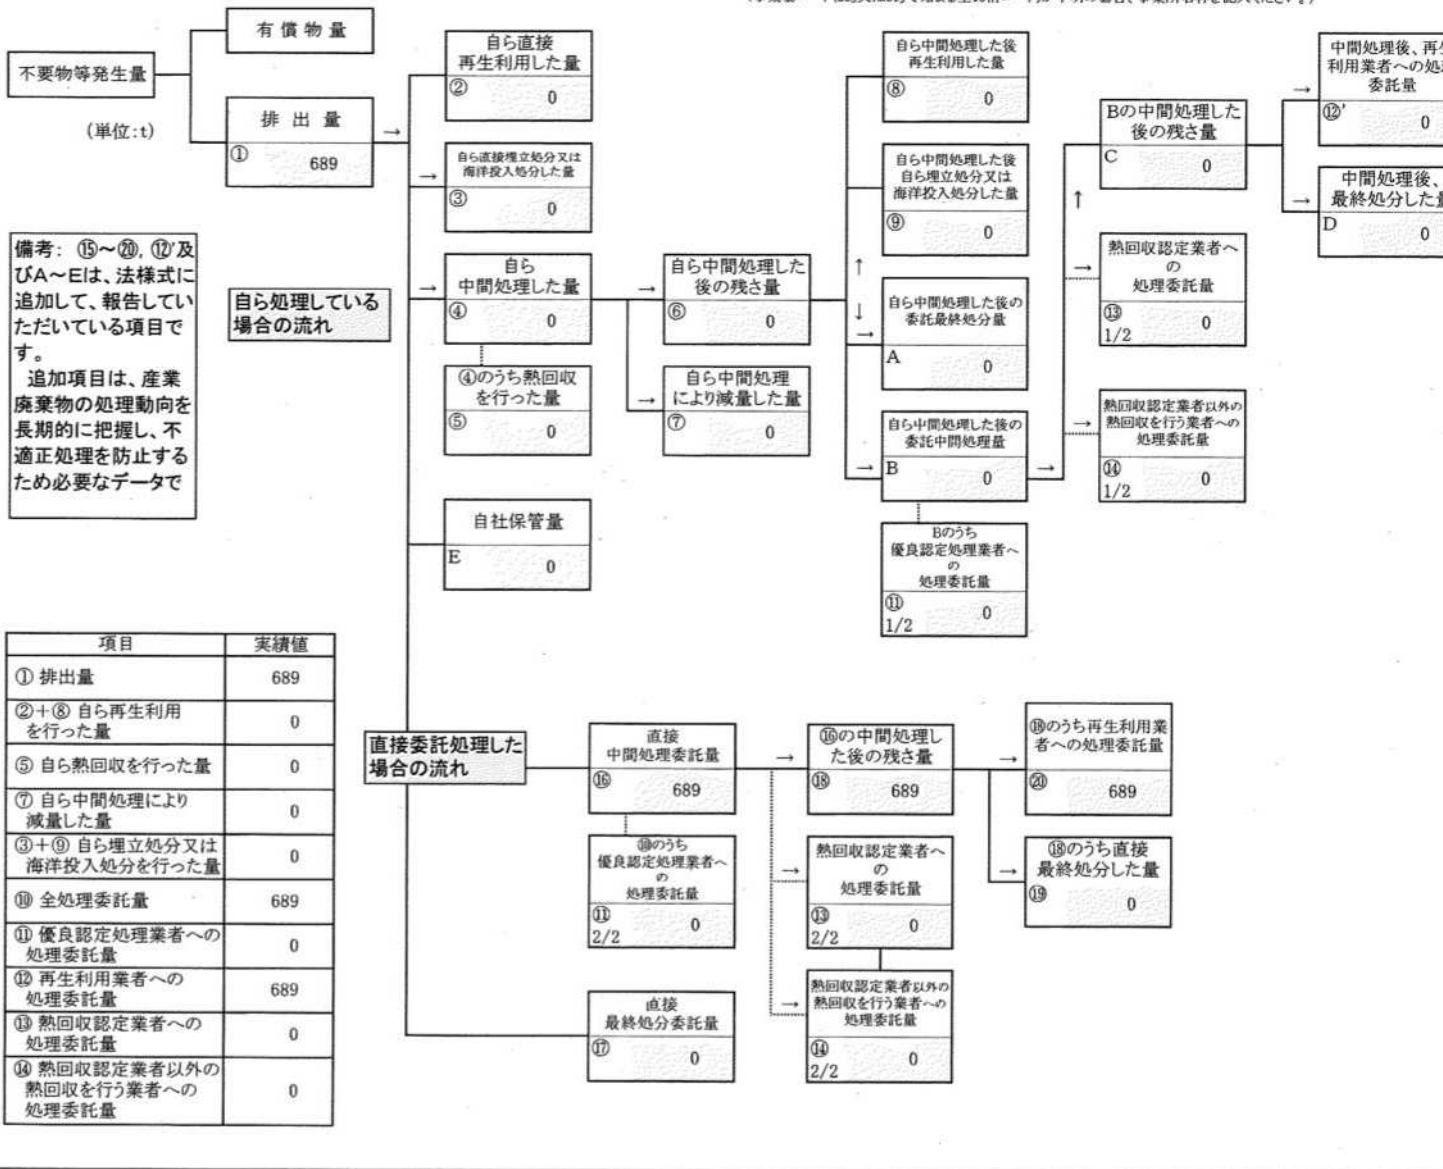 不要物等発生量
(単位:t)
有償物量
排出量
①
689
→
自ら直接
再生利用した量
②
0
自ら直接埋立処分又は
海洋投入処分した量
→
③
0
自ら
中間処理した量
→
④
0
④のうち熱回収
を行った量
⑤
0
自社保管量
E
0
自ら中間処理した
後の残さ量
→
⑥
0
自ら中間処理
により減量した量
→
⑦
0
自ら中間処理した後
再生利用した量
⑧
0
自ら中間処理した後
自ら埋立処分又は
海洋投入処分した量
⑨
0
↑
↓
→
自ら中間処理した後の
委託最終処分量
A
0
自ら中間処理した後の
委託中間処理量
→
B
0
→
Bのうち
優良認定処理業者へ
の
処理委託量
⑪
1/2
0
Bの中間処理した
後の残さ量
C
0
↑
熱回収認定業者へ
の
処理委託量
→
⑬
1/2
0
熱回収認定業者以外の
熱回収を行う業者への
処理委託量
→
⑭
1/2
0
中間処理後、再
利用業者への処
委託量
→
⑫'
0
中間処理後、
最終処分した
→
D
0
備考: ⑮～⑳, ⑫'及
びA～Eは、法様式に
追加して、報告してい
ただいている項目で
す。
追加項目は、産業
廃棄物の処理動向を
長期的に把握し、不
適正処理を防止する
ため必要なデータで
自ら処理している
場合の流れ
項目 実績値
① 排出量 689
②+⑧ 自ら再生利用
を行った量 0
⑤ 自ら熱回収を行った量 0
⑦ 自ら中間処理により
減量した量 0
③+⑨ 自ら埋立処分又は
海洋投入処分を行った量 0
⑩ 全処理委託量 689
⑪ 優良認定処理業者への
処理委託量 0
⑫ 再生利用業者への
処理委託量 689
⑬ 熱回収認定業者への
処理委託量 0
⑭ 熱回収認定業者以外の
熱回収を行う業者への
処理委託量 0
直接委託処理した
場合の流れ
直接
中間処理委託量
⑯
689
⑩のうち
優良認定処理業者へ
の
処理委託量
⑪
2/2
0
直接
最終処分委託量
⑰
0
⑯の中間処理し
た後の残さ量
→
⑱
689
熱回収認定業者へ
の
処理委託量
→
⑬
2/2
0
熱回収認定業者以外の
熱回収を行う業者への
処理委託量
→
⑭
2/2
0
⑱のうち再生利用業
者への処理委託量
→
⑳
689
⑱のうち直接
最終処分した量
→
⑲
0